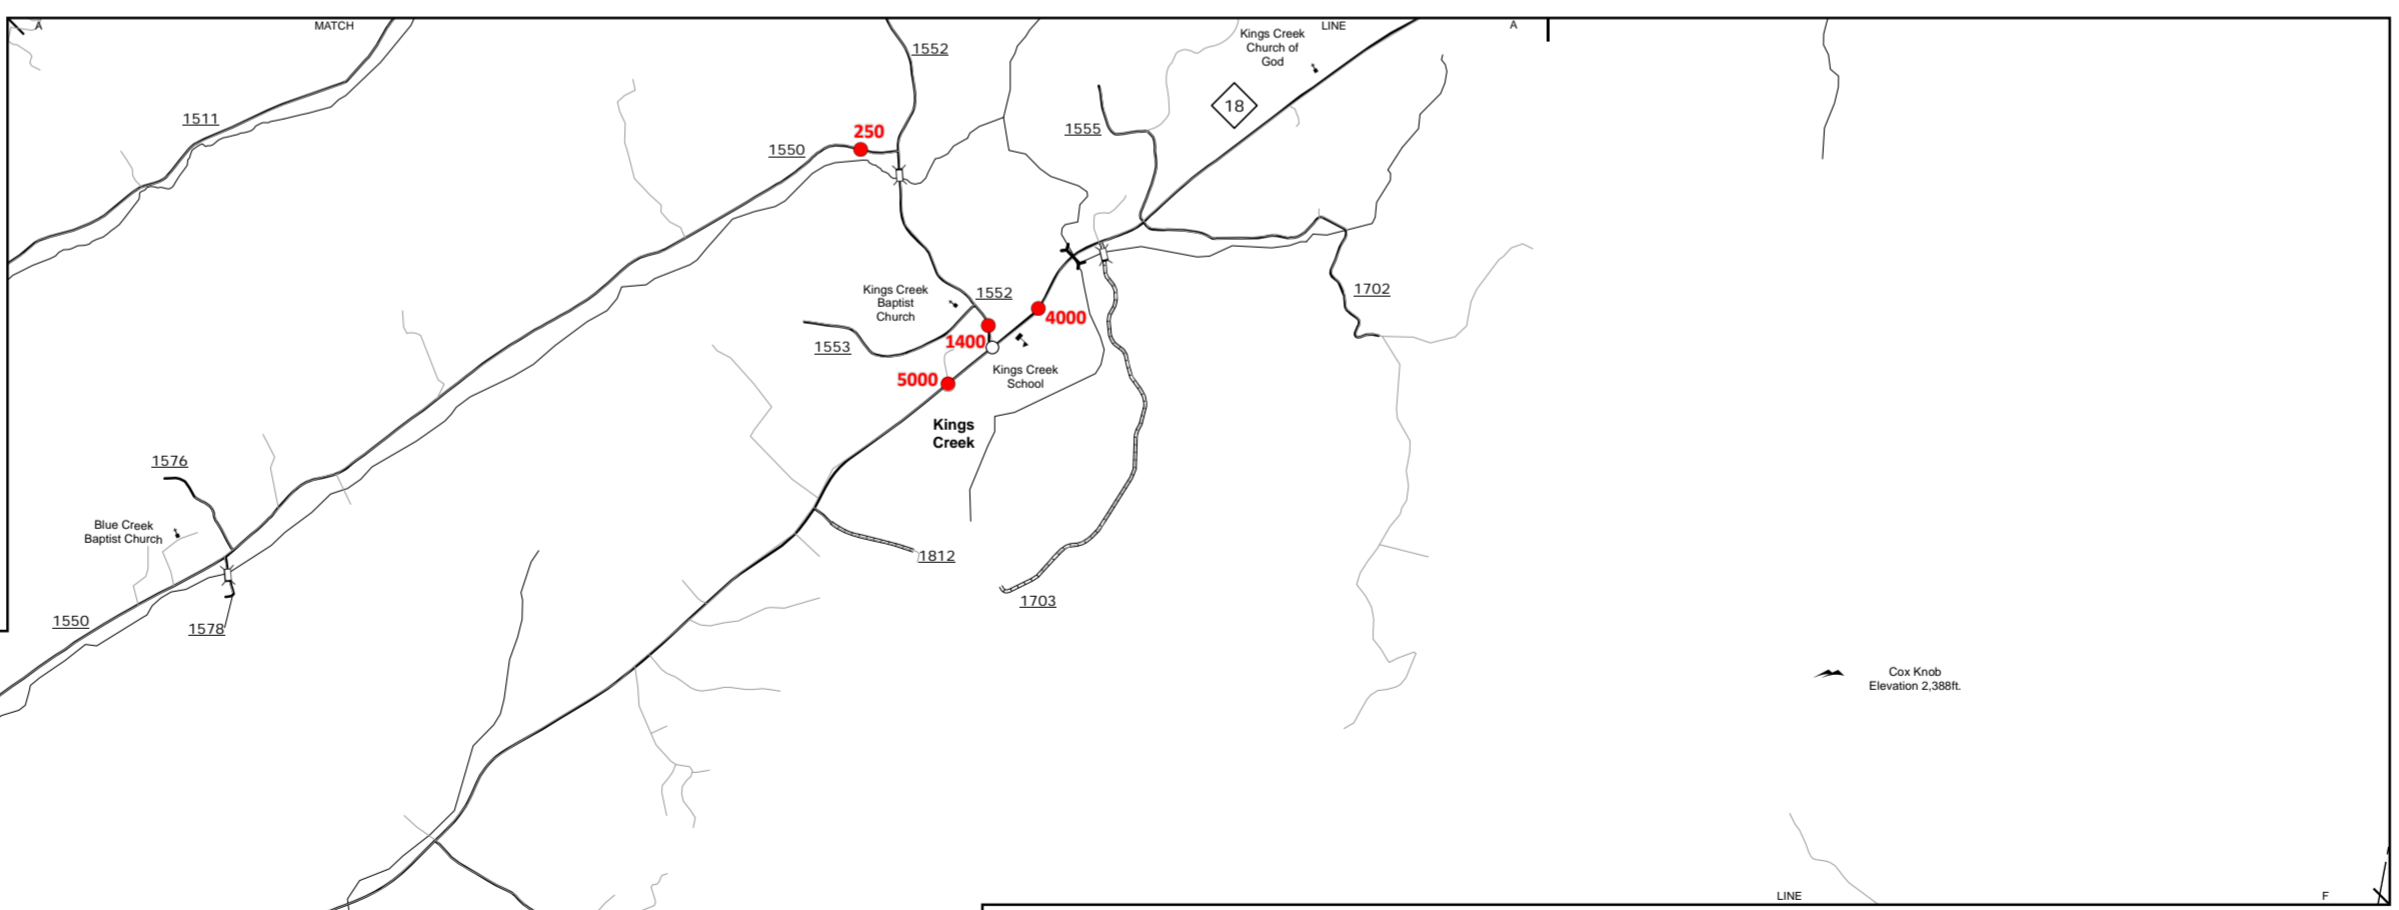 A
MATCH
LINE
A
1552
Kings Creek
Church of
God
18
1511
250
1550
1555
Kings Creek
Baptist
Church
1552
1702
4000
1553
1400
5000
Kings Creek
School
Kings
Creek
1576
Blue Creek
Baptist Church
1812
1703
1550
1578
Cox Knob
Elevation 2,388ft.
LINE
F